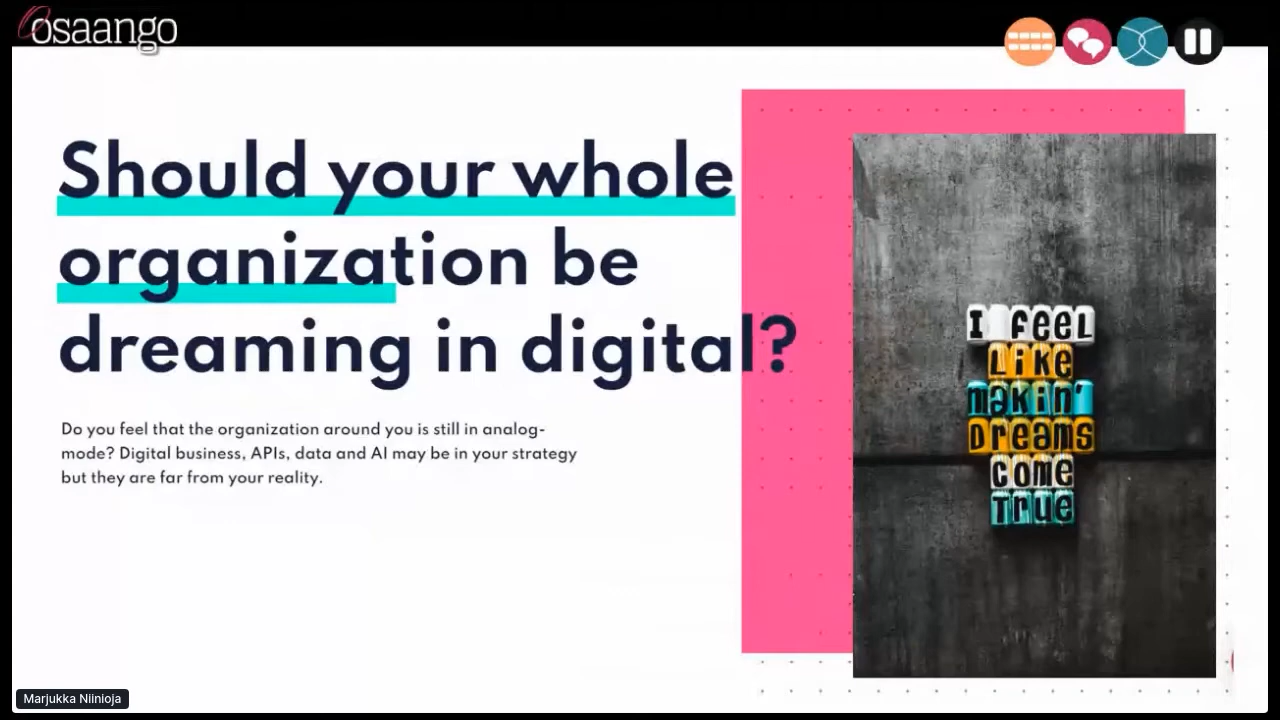 osaango
Should your whole
organization be
dreaming in digital?
Do you feel that the organization around you is still in analog-
mode? Digital business, APIs, data and AI may be in your strategy
but they are far from your reality.
I feel
Like
makin'
Dreams
come
True
Marjukka Niinioja